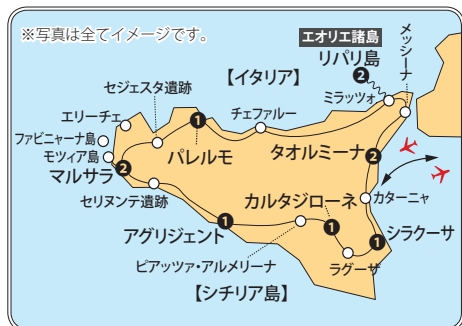 ※写真は全てイメージです。
エオリエ諸島
リパリ島
2
メッシーナ
セジェスタ遺跡
【イタリア】
ミラッツォ
エリーチェ
1
チェファルー
ファビニャーナ島
パレルモ
タオルミーナ
モツィア島
2
2
マルサラ
カルタジローネ
カターニャ
セリヌンテ遺跡
1
1
1
シラクーサ
アグリジェント
ピアッツァ・アルメリーナ
ラグーザ
【シチリア島】